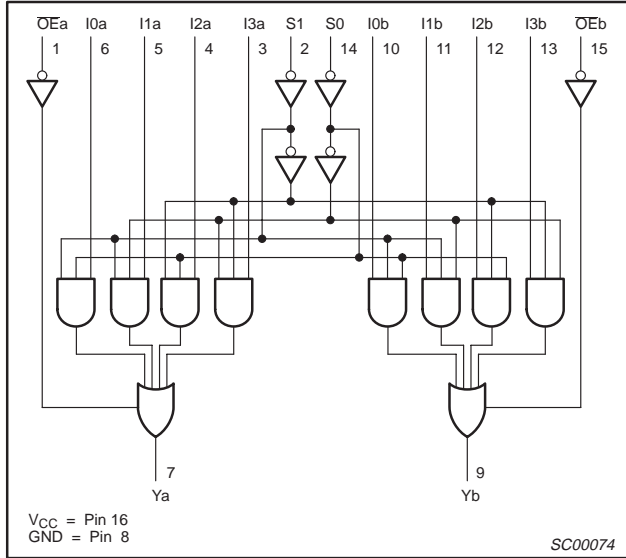 OEa I0a I1a I2a I3a S1 S0 I0b I1b I2b I3b OEb
1 6 5 4 3 2 14 10 11 12 13 15
7 9
Ya Yb
VCC = Pin 16
GND = Pin 8
SC00074